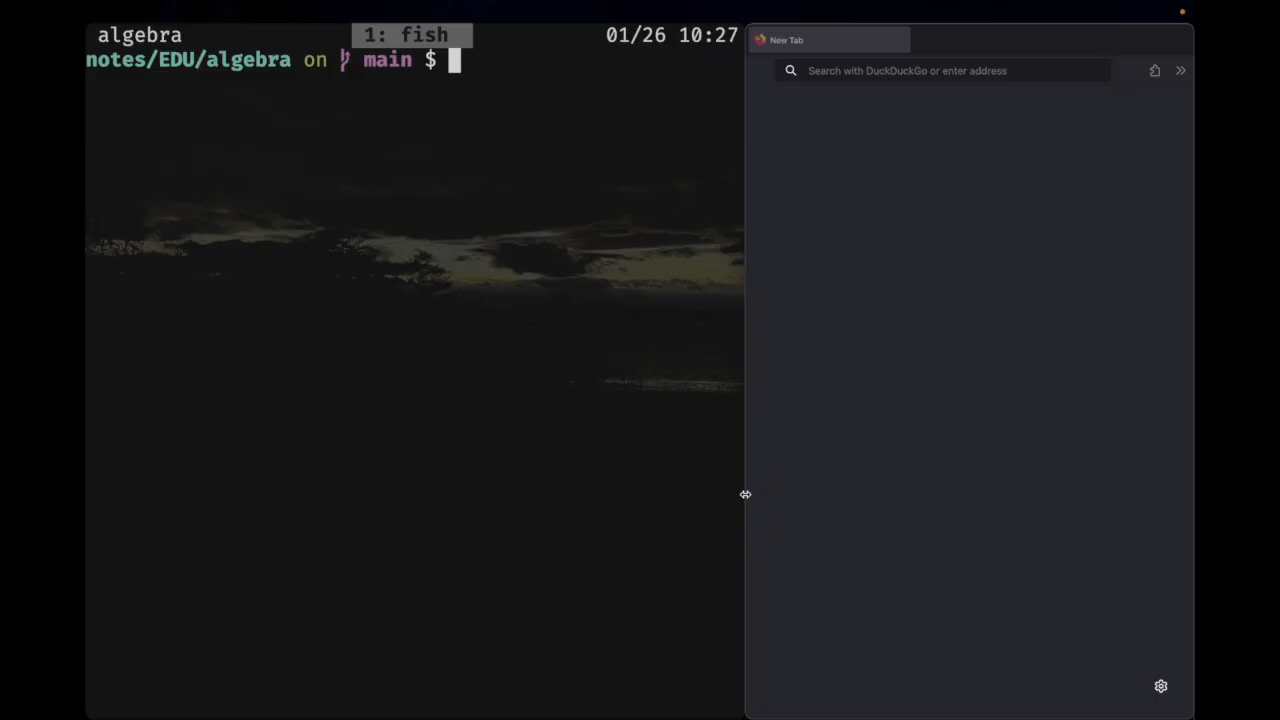 algebra 1: fish 01/26 10:27
notes/EDU/algebra on main $
New Tab
Search with DuckDuckGo or enter address